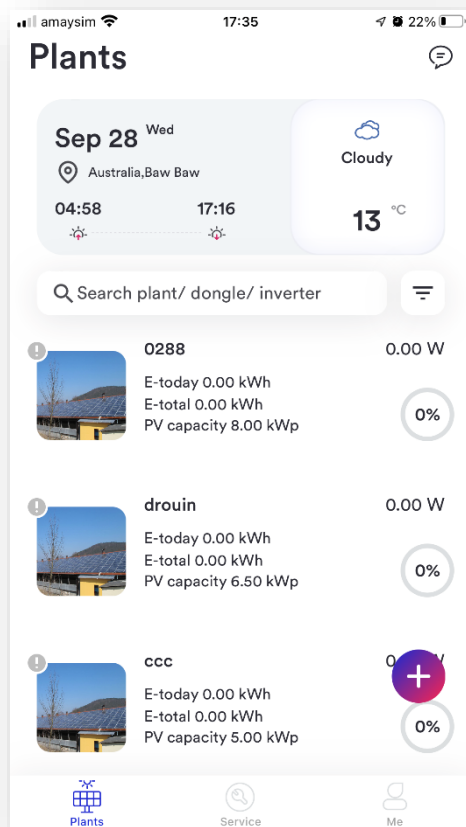 amaysim 17:35 22%
Plants
Sep 28 Wed
Cloudy
Australia,Baw Baw
04:58 17:16
13 °C
Search plant/ dongle/ inverter
0288 0.00 W
E-today 0.00 kWh
E-total 0.00 kWh
PV capacity 8.00 kWp
0%
drouin 0.00 W
E-today 0.00 kWh
E-total 0.00 kWh
PV capacity 6.50 kWp
0%
ccc
E-today 0.00 kWh
E-total 0.00 kWh
PV capacity 5.00 kWp
0%
Plants Service Me